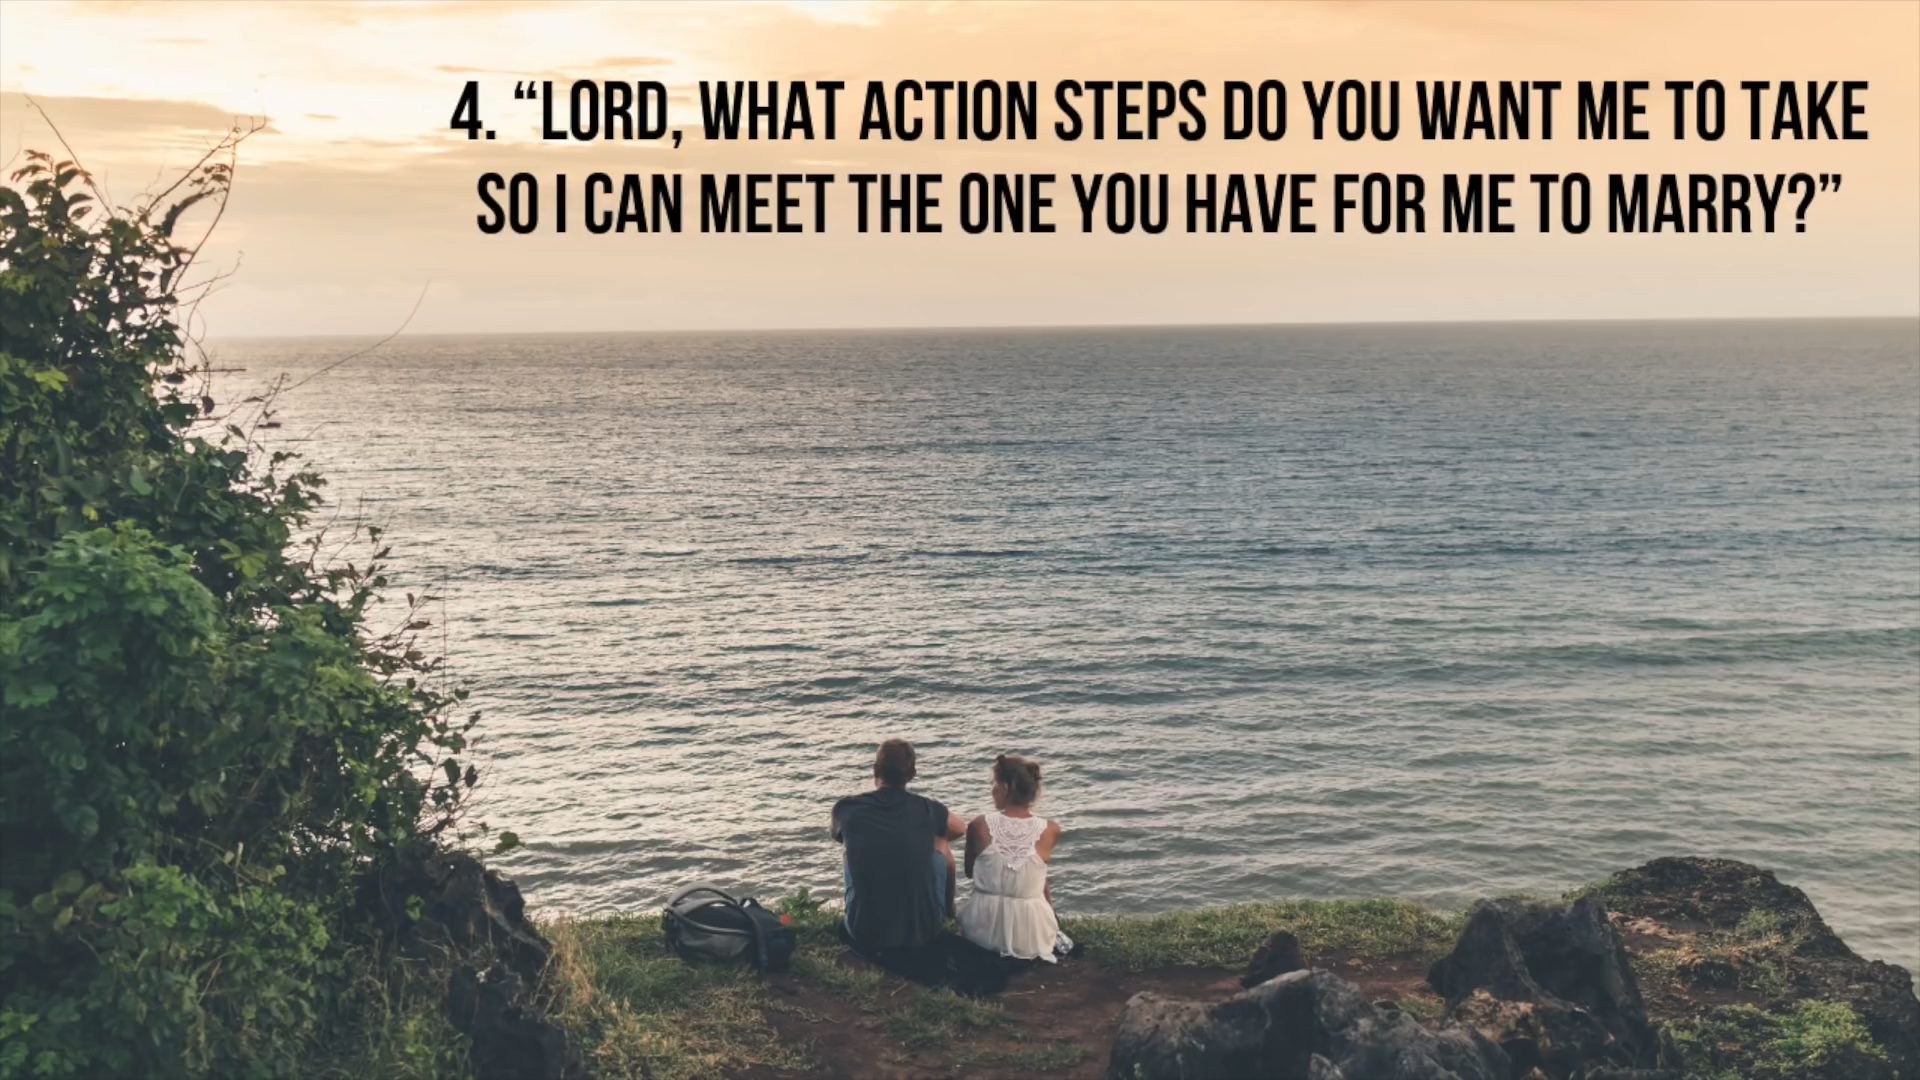 4. “LORD, WHAT ACTION STEPS DO YOU WANT ME TO TAKE
SO I CAN MEET THE ONE YOU HAVE FOR ME TO MARRY?”